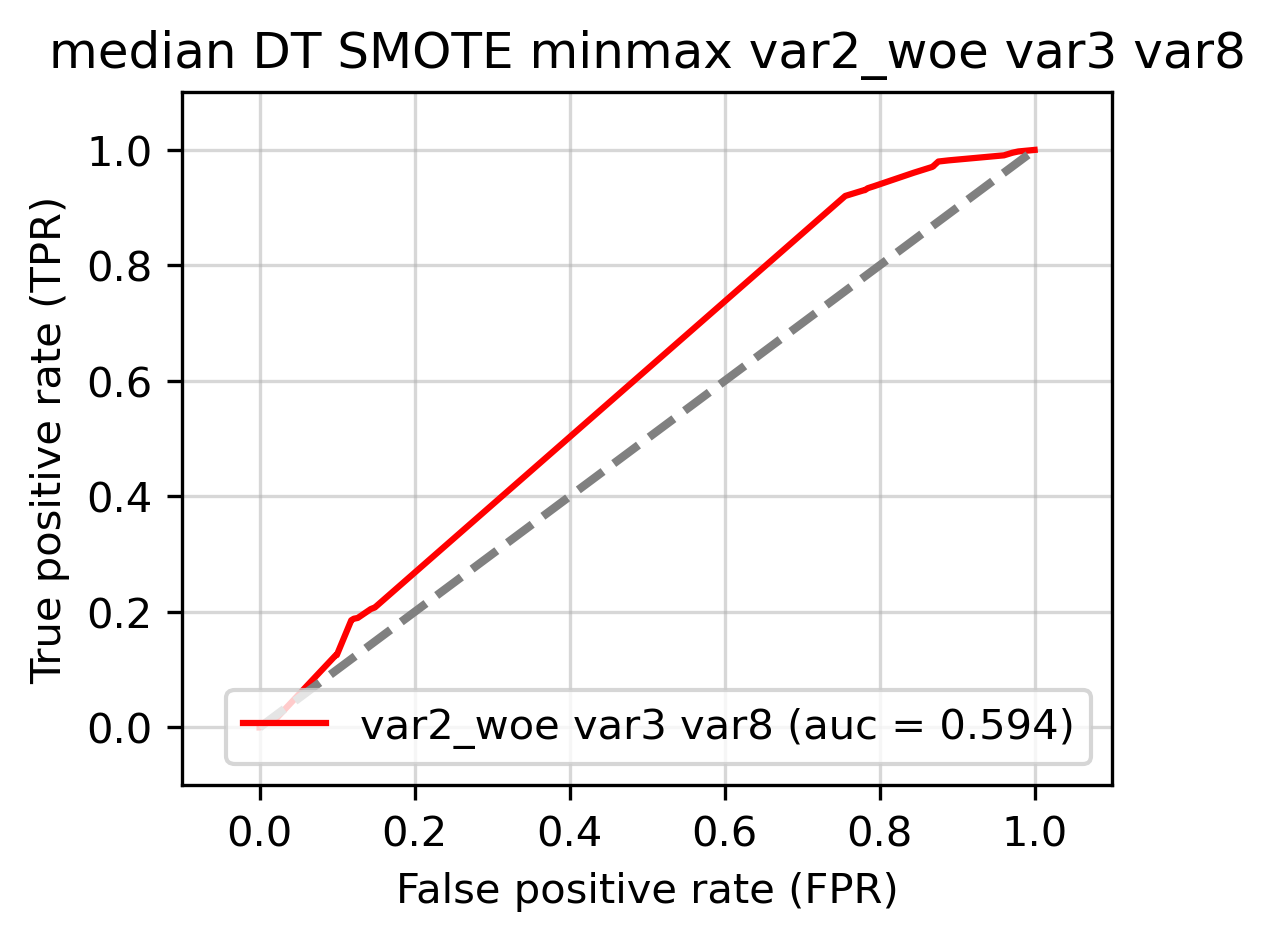 median DT SMOTE minmax var2_woe var3 var8
True positive rate (TPR)
1.0
0.8
0.6
0.4
0.2
0.0
var2_woe var3 var8 (auc = 0.594)
0.0 0.2 0.4 0.6 0.8 1.0
False positive rate (FPR)